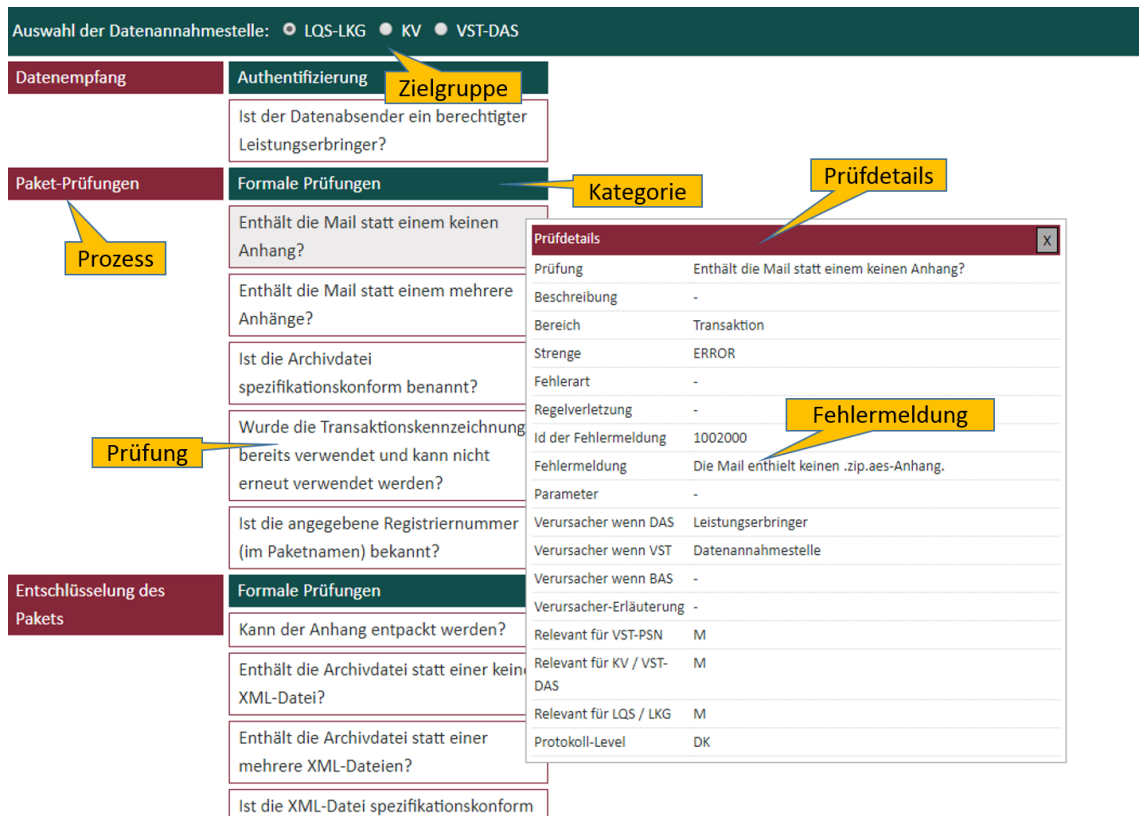 Auswahl der Datenannahmestelle: LQS-LKG KV VST-DAS
Zielgruppe
Datenempfang
Authentifizierung
Ist der Datenabsender ein berechtigter
Leistungserbringer?
Paket-Prüfungen
Formale Prüfungen
Kategorie
Prüfdetails
Prozess
Enthält die Mail statt einem keinen
Anhang?
Enthält die Mail statt einem mehrere
Anhänge?
Ist die Archivdatei
spezifikationskonform benannt?
Prüfung
Wurde die Transaktionskennzeichnung
bereits verwendet und kann nicht
erneut verwendet werden?
Ist die angegebene Registriernummer
(im Paketnamen) bekannt?
Entschlüsselung des
Pakets
Formale Prüfungen
Kann der Anhang entpackt werden?
Enthält die Archivdatei statt einer
XML-Datei?
Enthält die Archivdatei statt einer
mehrere XML-Dateien?
Ist die XML-Datei spezifikationskonform
Prüfdetails X
Prüfung Enthält die Mail statt einem keinen Anhang?
Beschreibung -
Bereich Transaktion
Strenge ERROR
Fehlerart -
Regelverletzung -
Fehlermeldung
Id der Fehlermeldung 1002000
Fehlermeldung Die Mail enthielt keinen .zip.aes-Anhang.
Parameter -
Verursacher wenn DAS Leistungserbringer
Verursacher wenn VST Datenannahmestelle
Verursacher wenn BAS -
Verursacher-Erläuterung -
Relevant für VST-PSN M
Relevant für KV / VST- M
DAS
Relevant für LQS / LKG M
Protokoll-Level DK